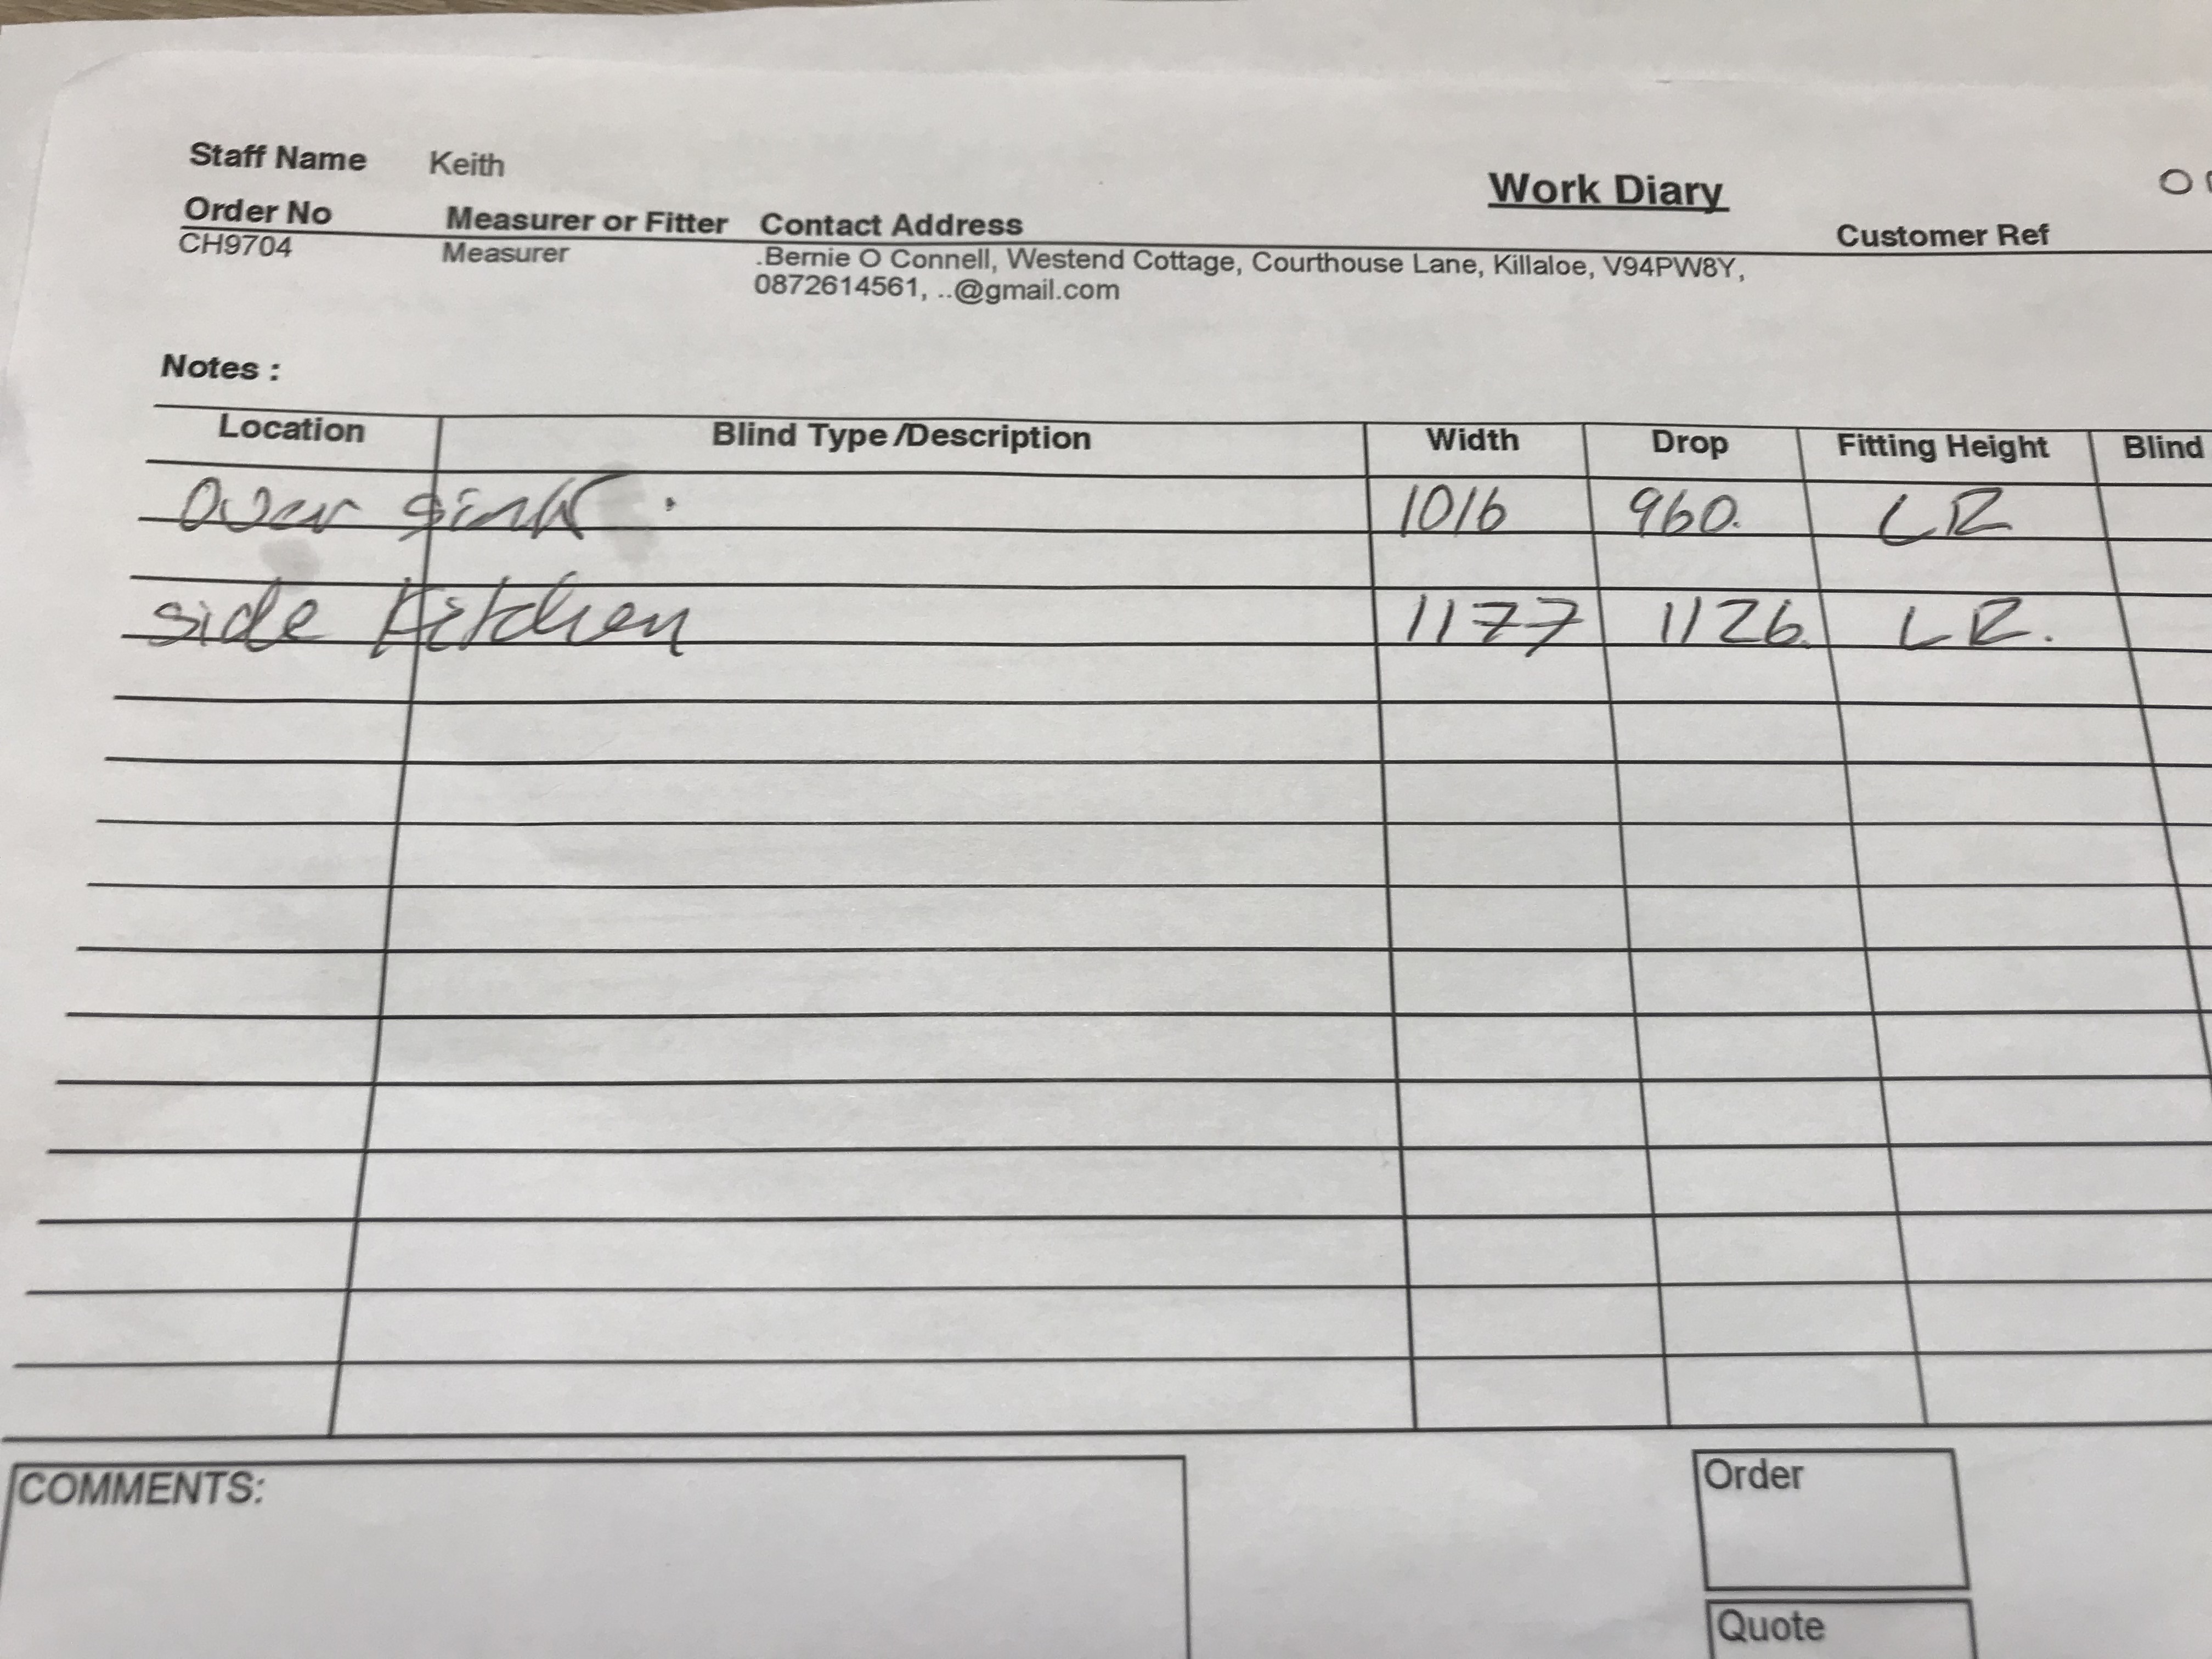 Staff Name Keith
Work Diary
Order No Measurer or Fitter Contact Address Customer Ref
CH9704 Measurer .Bernie O Connell, Westend Cottage, Courthouse Lane, Killaloe, V94PW8Y,
0872614561, ..@gmail.com
Notes :
Location Blind Type/Description Width Drop Fitting Height Blind
Over sink. 1016 960. LR
side Kitchen 1177 1126. LR.
COMMENTS:
Order
Quote